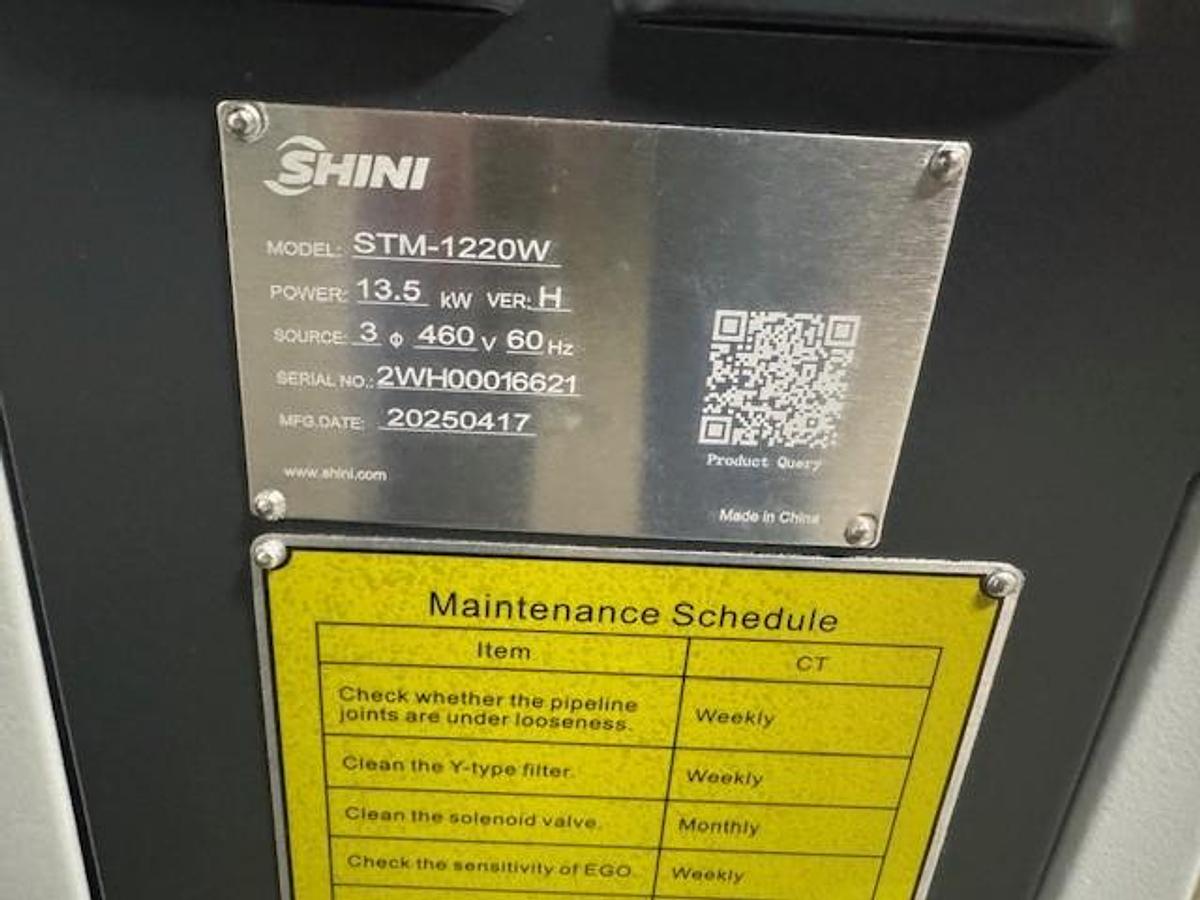 SHINI
MODEL: STM-1220W
POWER: 13.5 kW VER: H
SOURCE: 3 Φ 460 V 60 Hz
SERIAL NO.: 2WH00016621
MFG.DATE: 20250417
www.shini.com
Product Query
Made in China
Maintenance Schedule
Item CT
Check whether the pipeline
joints are under looseness. Weekly
Clean the Y-type filter. Weekly
Clean the solenoid valve. Monthly
Check the sensitivity of EGO. Weekly